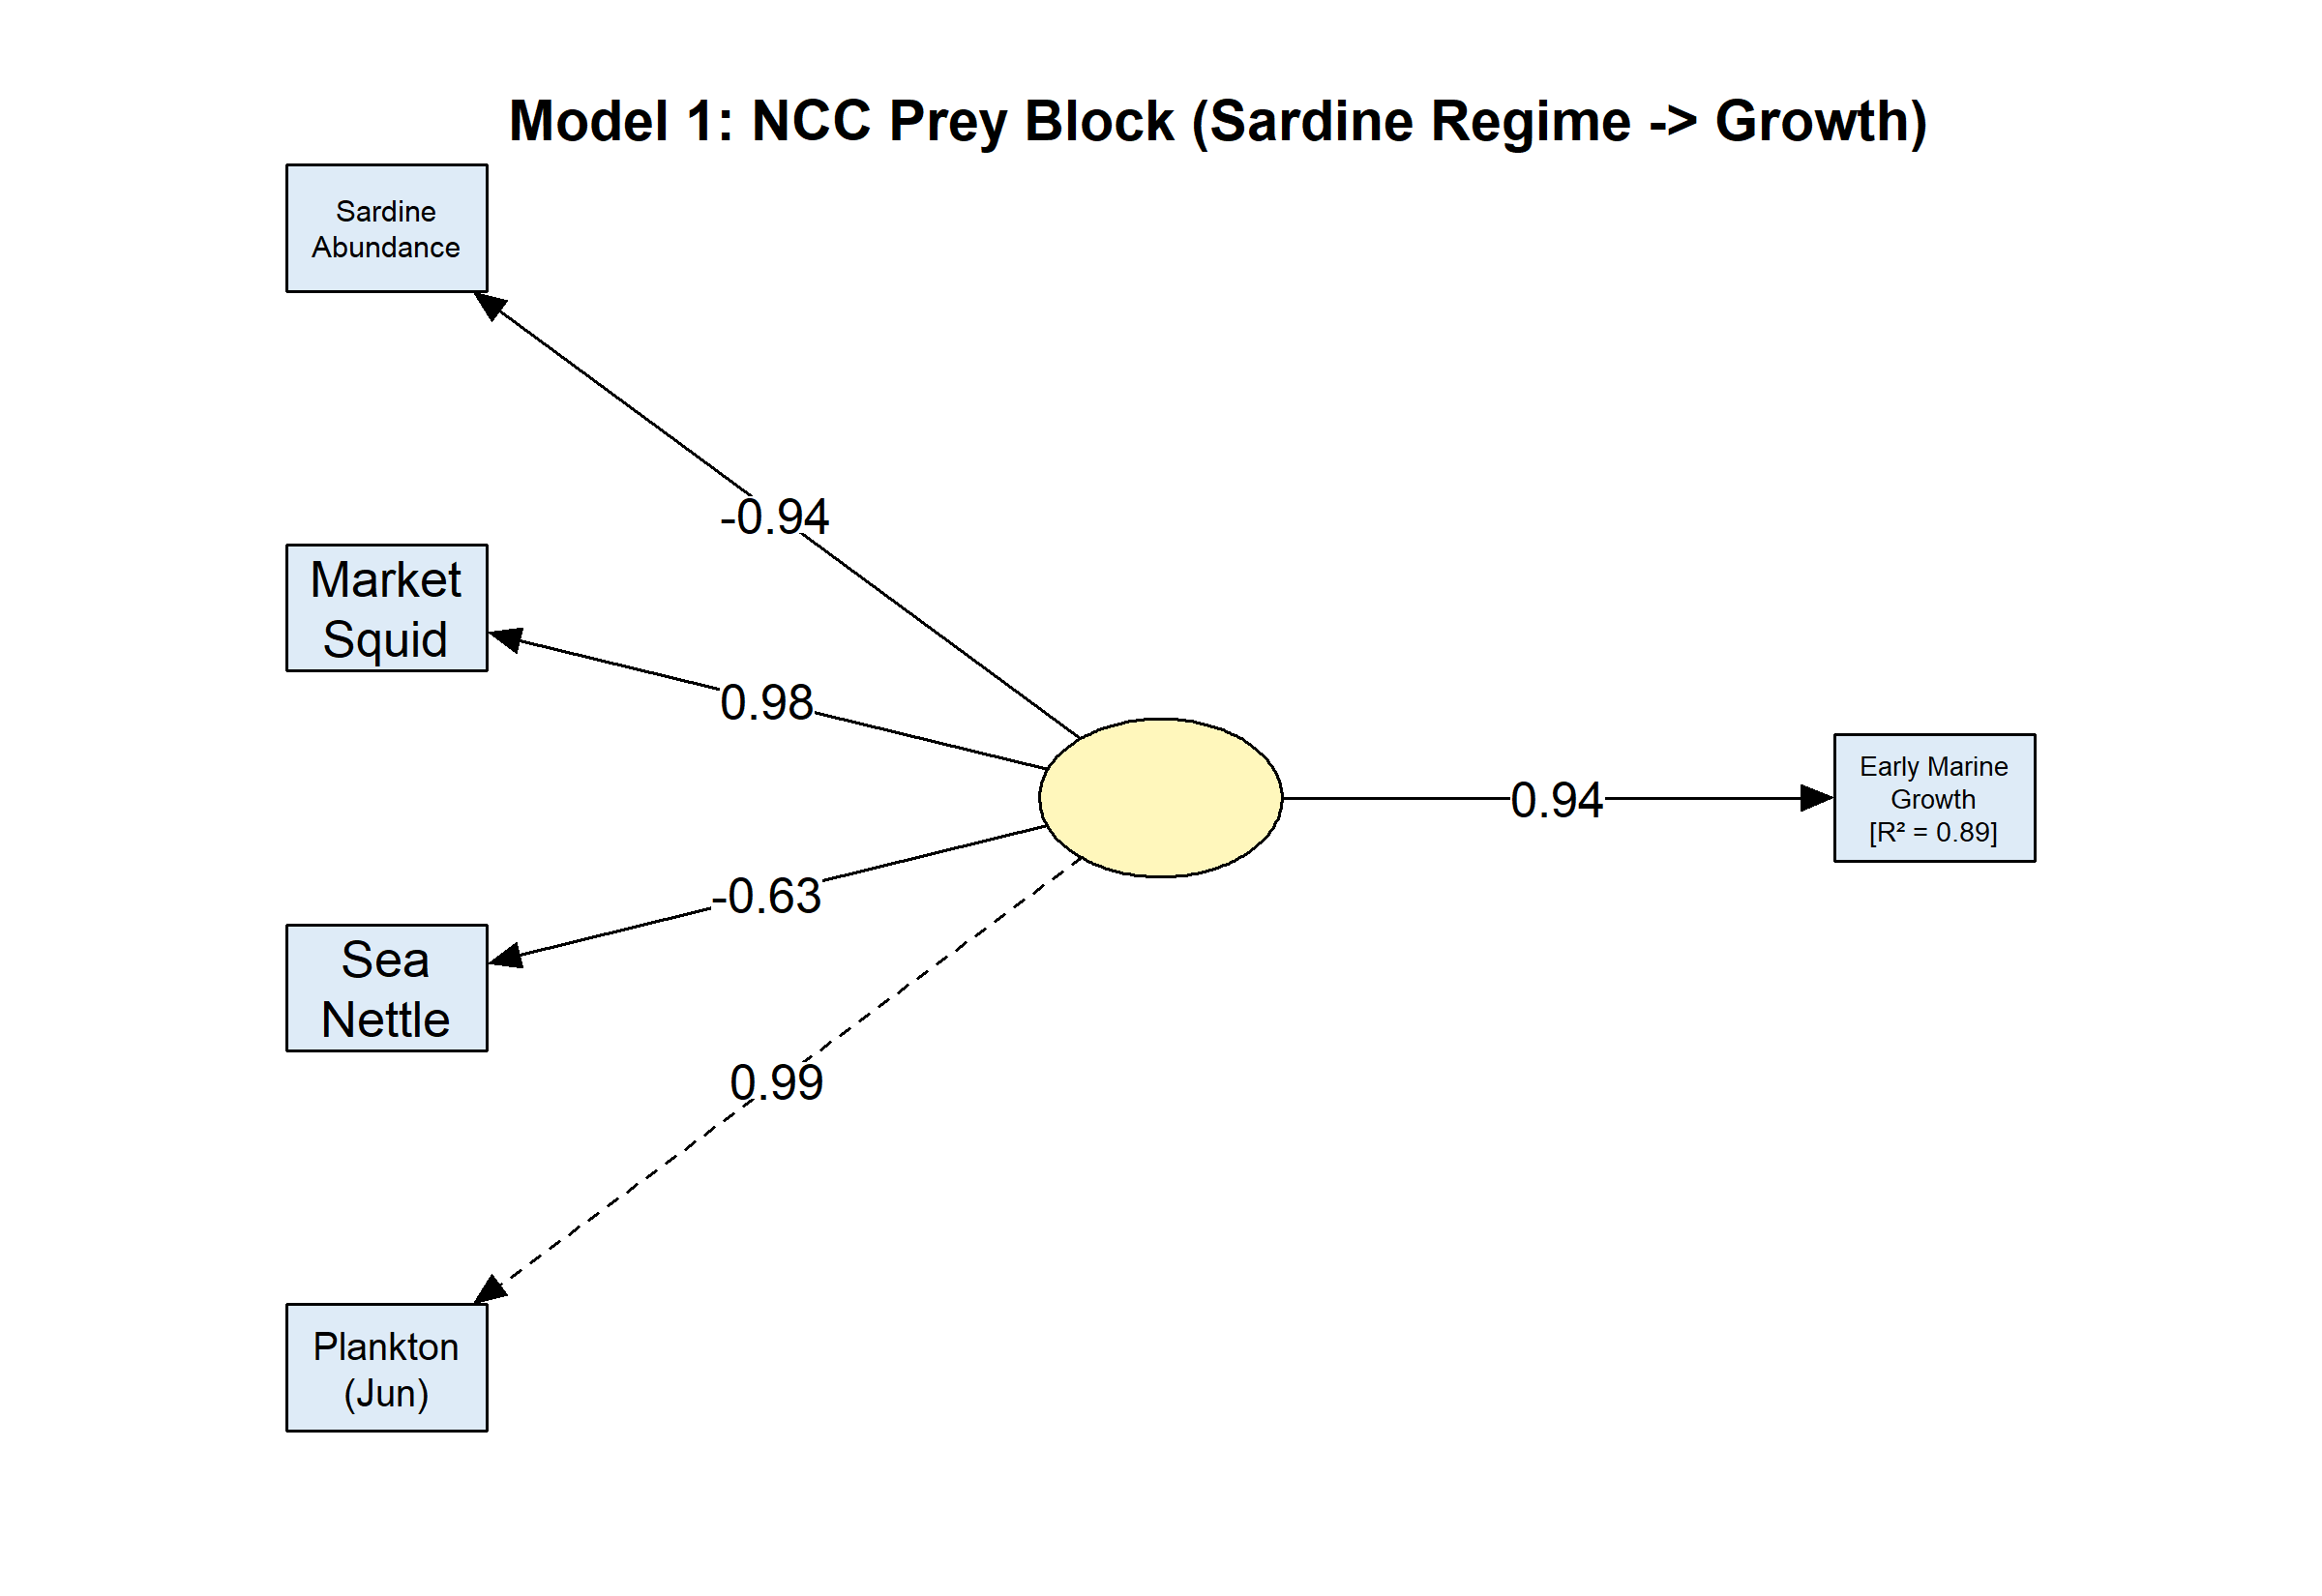 Model 1: NCC Prey Block (Sardine Regime -> Growth)
Sardine
Abundance
-0.94
Market
Squid
0.98
Early Marine
Growth
[R² = 0.89]
0.94
-0.63
Sea
Nettle
0.99
Plankton
(Jun)